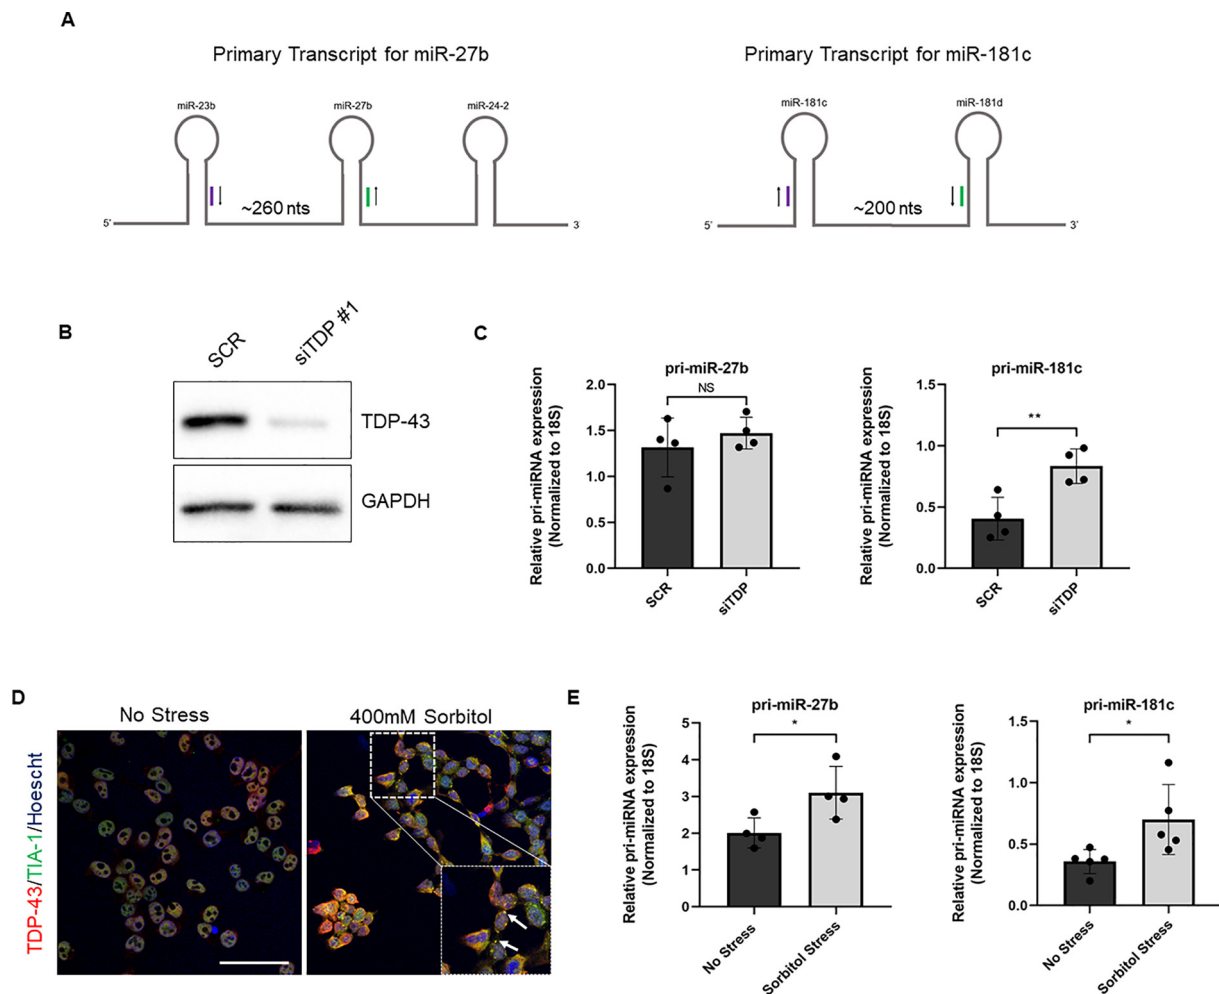 A
Primary Transcript for miR-27b
miR-23b
miR-27b
miR-24-2
~260 nts
5'
3'
Primary Transcript for miR-181c
miR-181c
miR-181d
~200 nts
5'
3'
B
SCR
siTDP #1
TDP-43
GAPDH
C
pri-miR-27b
Relative pri-miRNA expression
(Normalized to 18S)
2.0
1.5
1.0
0.5
0.0
NS
SCR
siTDP
pri-miR-181c
Relative pri-miRNA expression
(Normalized to 18S)
1.5
1.0
0.5
0.0
**
SCR
siTDP
D
No Stress
400mM Sorbitol
TDP-43/TIA-1/Hoescht
E
pri-miR-27b
Relative pri-miRNA expression
(Normalized to 18S)
5
4
3
2
1
0
*
No Stress
Sorbitol Stress
pri-miR-181c
Relative pri-miRNA expression
(Normalized to 18S)
1.5
1.0
0.5
0.0
*
No Stress
Sorbitol Stress